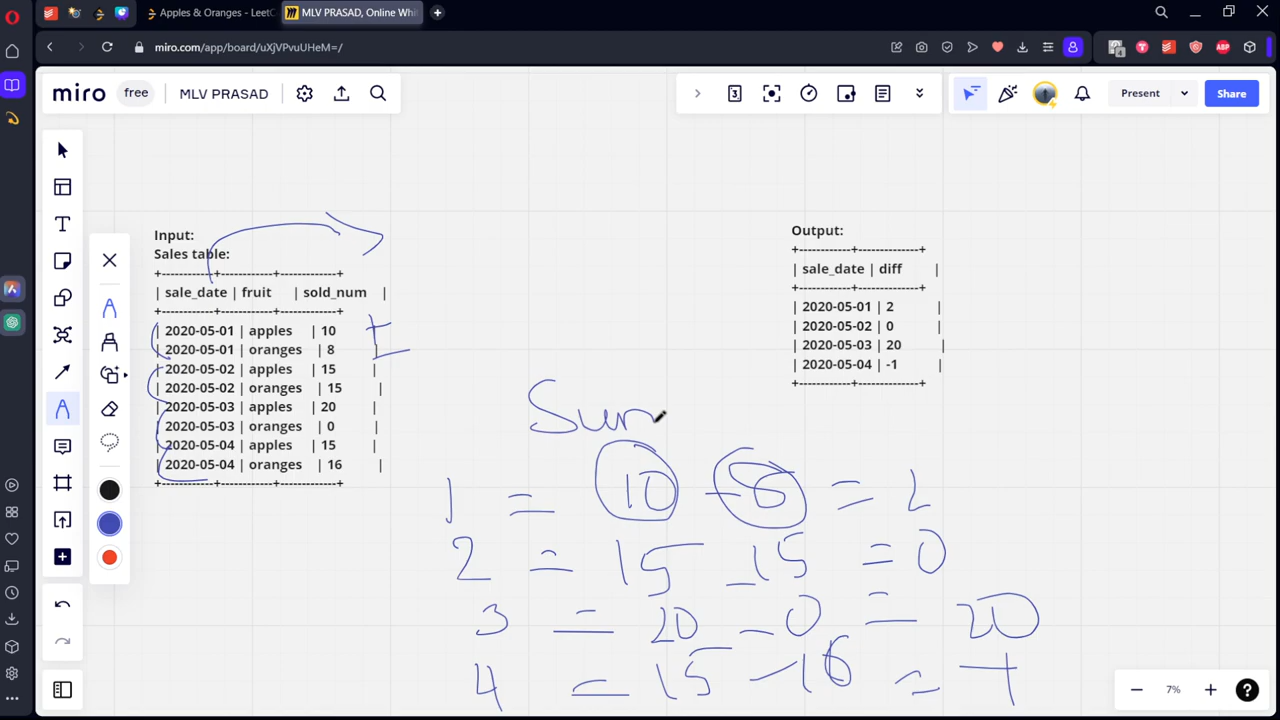 Apples & Oranges - LeetC
MLV PRASAD, Online Whi
miro.com/app/board/uXjVPvuUHeM=/
miro free MLV PRASAD
3
Present
Share
Input:
Sales table:
+-----------+-----------+------------+
| sale_date | fruit | sold_num |
+-----------+-----------+------------+
| 2020-05-01 | apples | 10
| 2020-05-01 | oranges | 8 |
| 2020-05-02 | apples | 15 |
| 2020-05-02 | oranges | 15 |
| 2020-05-03 | apples | 20 |
| 2020-05-03 | oranges | 0 |
| 2020-05-04 | apples | 15 |
| 2020-05-04 | oranges | 16 |
+-----------+-----------+------------+
Output:
+-----------+-------------+
| sale_date | diff |
+-----------+-------------+
| 2020-05-01 | 2 |
| 2020-05-02 | 0 |
| 2020-05-03 | 20 |
| 2020-05-04 | -1 |
+-----------+-------------+
Sum
1 = 10 - 8 = 2
2 = 15 - 15 = 0
3 = 20 - 0 = 20
4 = 15 - 16 = -1
7%